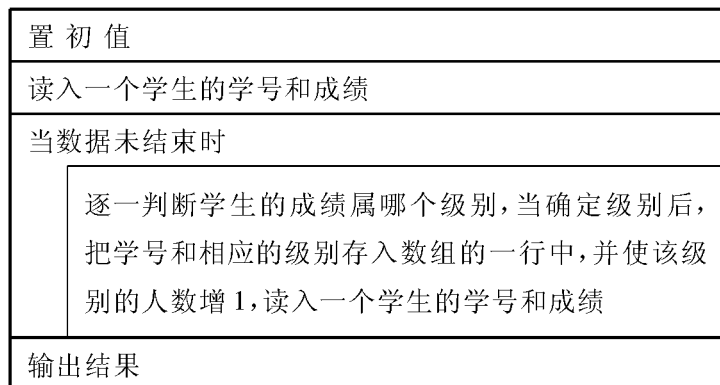 置初值
读入一个学生的学号和成绩
当数据未结束时
逐一判断学生的成绩属哪个级别,当确定级别后,
把学号和相应的级别存入数组的一行中,并使该级
别的人数增1,读入一个学生的学号和成绩
输出结果